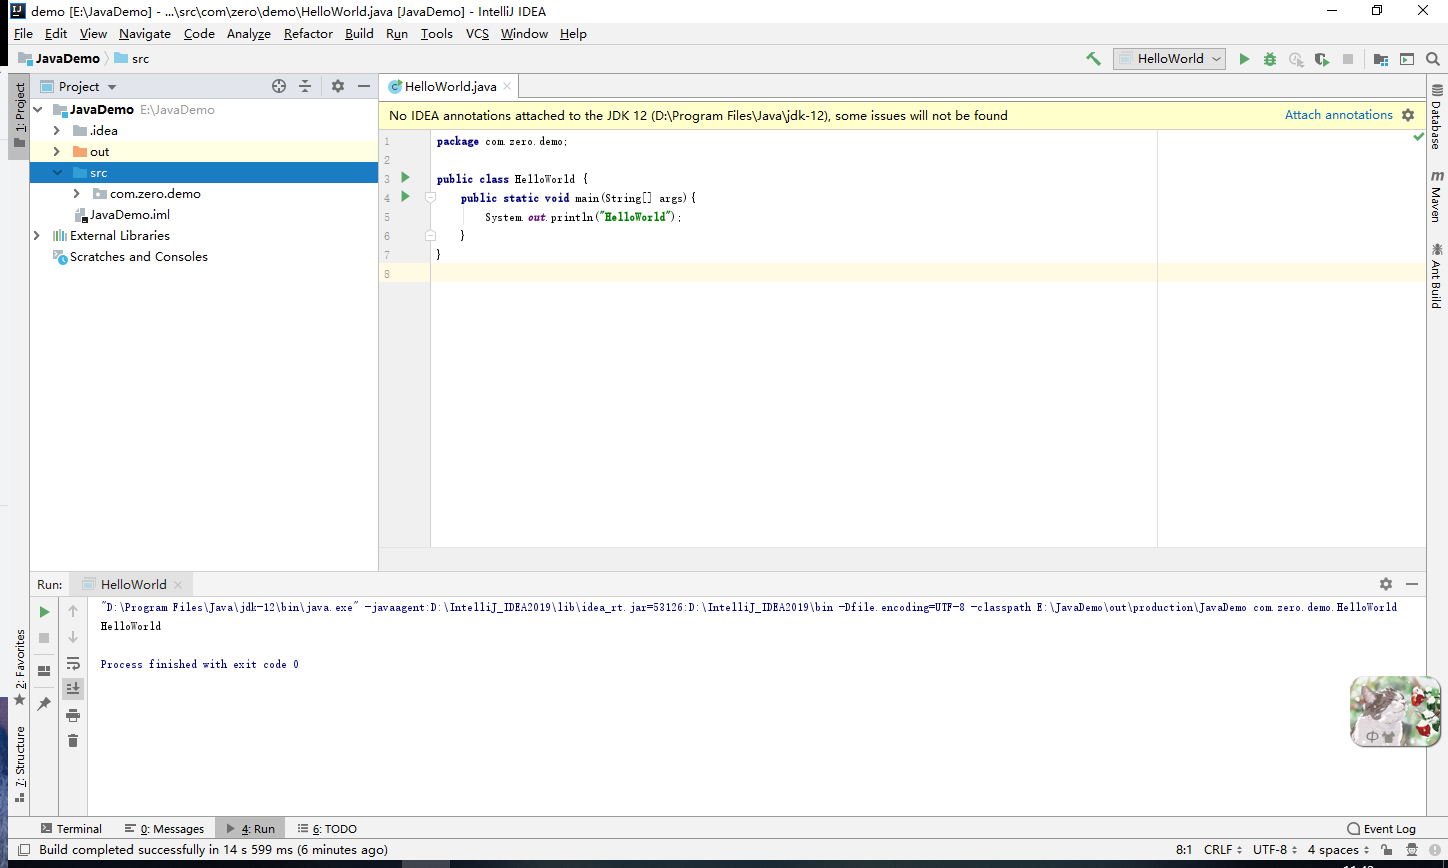 demo [E:\JavaDemo] - ...\src\com\zero\demo\HelloWorld.java [JavaDemo] - IntelliJ IDEA
File Edit View Navigate Code Analyze Refactor Build Run Tools VCS Window Help
JavaDemo src
HelloWorld
1: Project
Project
HelloWorld.java
JavaDemo E:\JavaDemo
.idea
out
src
com.zero.demo
JavaDemo.iml
External Libraries
Scratches and Consoles
No IDEA annotations attached to the JDK 12 (D:\Program Files\Java\jdk-12), some issues will not be found
Attach annotations
1 package com.zero.demo;
2
3 public class HelloWorld {
4 public static void main(String[] args){
5 System.out.println("HelloWorld");
6 }
7 }
8
Database
Maven
Ant Build
Run: HelloWorld
"D:\Program Files\Java\jdk-12\bin\java.exe" -javaagent:D:\IntelliJ_IDEA2019\lib\idea_rt.jar=53126:D:\IntelliJ_IDEA2019\bin -Dfile.encoding=UTF-8 -classpath E:\JavaDemo\out\production\JavaDemo com.zero.demo.HelloWorld
HelloWorld
Process finished with exit code 0
2: Favorites
7: Structure
中
Terminal 0: Messages 4: Run 6: TODO
Event Log
Build completed successfully in 14 s 599 ms (6 minutes ago)
8:1 CRLF UTF-8 4 spaces